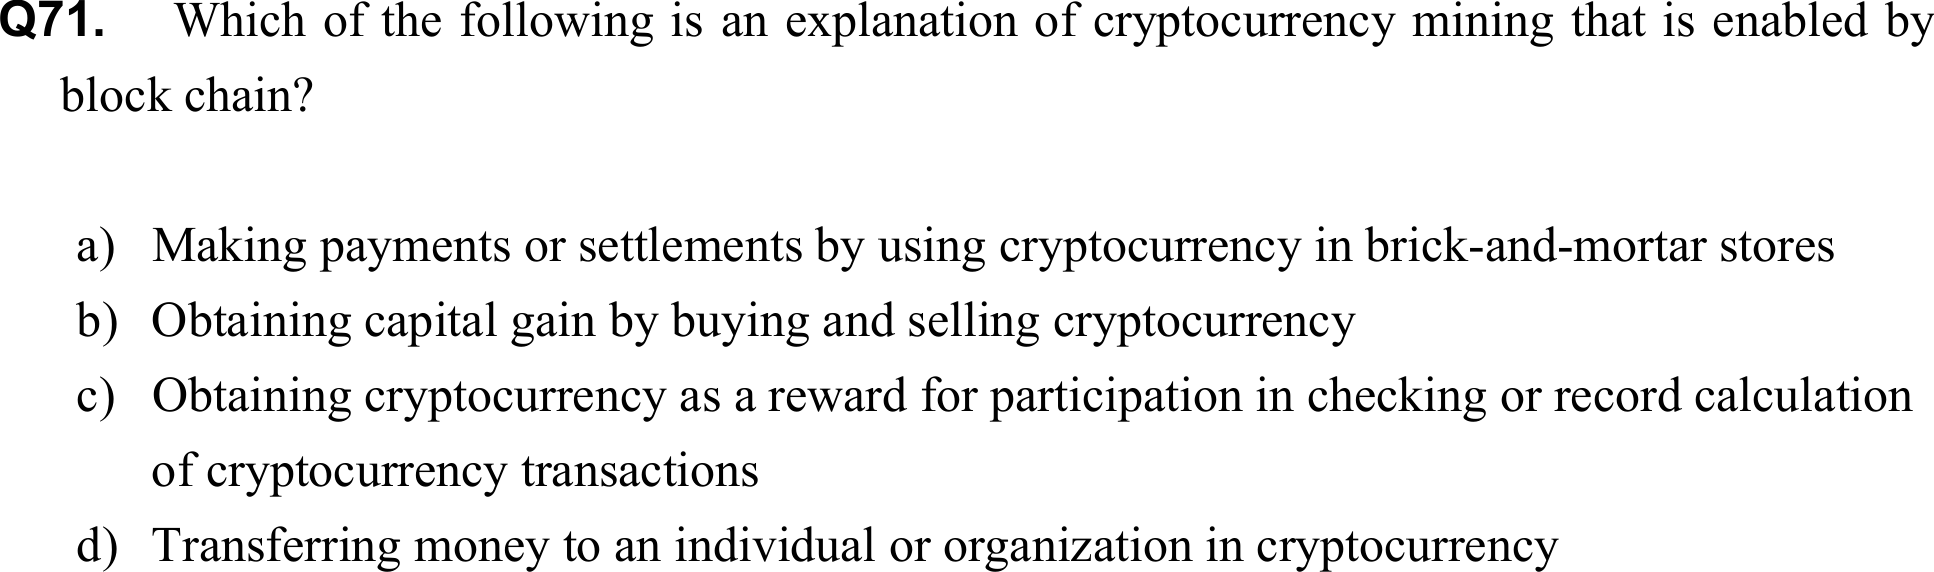 Q71. Which of the following is an explanation of cryptocurrency mining that is enabled by
block chain?
a) Making payments or settlements by using cryptocurrency in brick-and-mortar stores
b) Obtaining capital gain by buying and selling cryptocurrency
c) Obtaining cryptocurrency as a reward for participation in checking or record calculation
of cryptocurrency transactions
d) Transferring money to an individual or organization in cryptocurrency